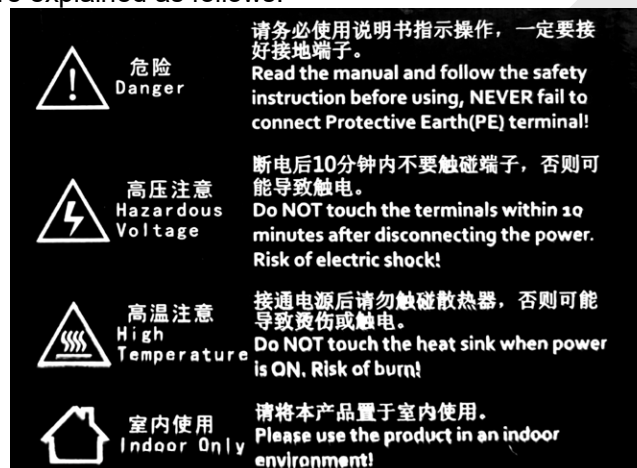 explained as follows:
危险
Danger
请务必使用说明书指示操作，一定要接
好接地端子。
Read the manual and follow the safety
instruction before using, NEVER fail to
connect Protective Earth(PE) terminal!
高压注意
Hazardous
Voltage
断电后10分钟内不要触碰端子，否则可
能导致触电。
Do NOT touch the terminals within 10
minutes after disconnecting the power.
Risk of electric shock!
高温注意
High
Temperature
接通电源后请勿触碰散热器，否则可能
导致烫伤或触电。
Do NOT touch the heat sink when power
is ON. Risk of burn!
室内使用
Indoor Only
请将本产品置于室内使用。
Please use the product in an indoor
environment!